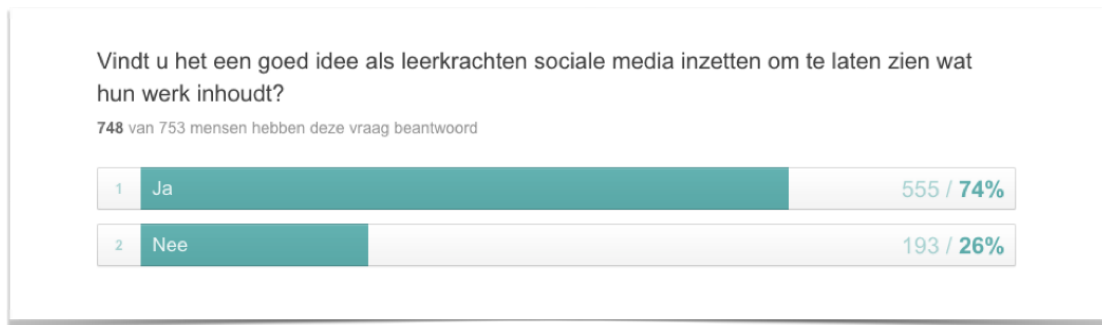 Vindt u het een goed idee als leerkrachten sociale media inzetten om te laten zien wat
hun werk inhoudt?
748 van 753 mensen hebben deze vraag beantwoord
1 Ja 555 / 74%
2 Nee 193 / 26%